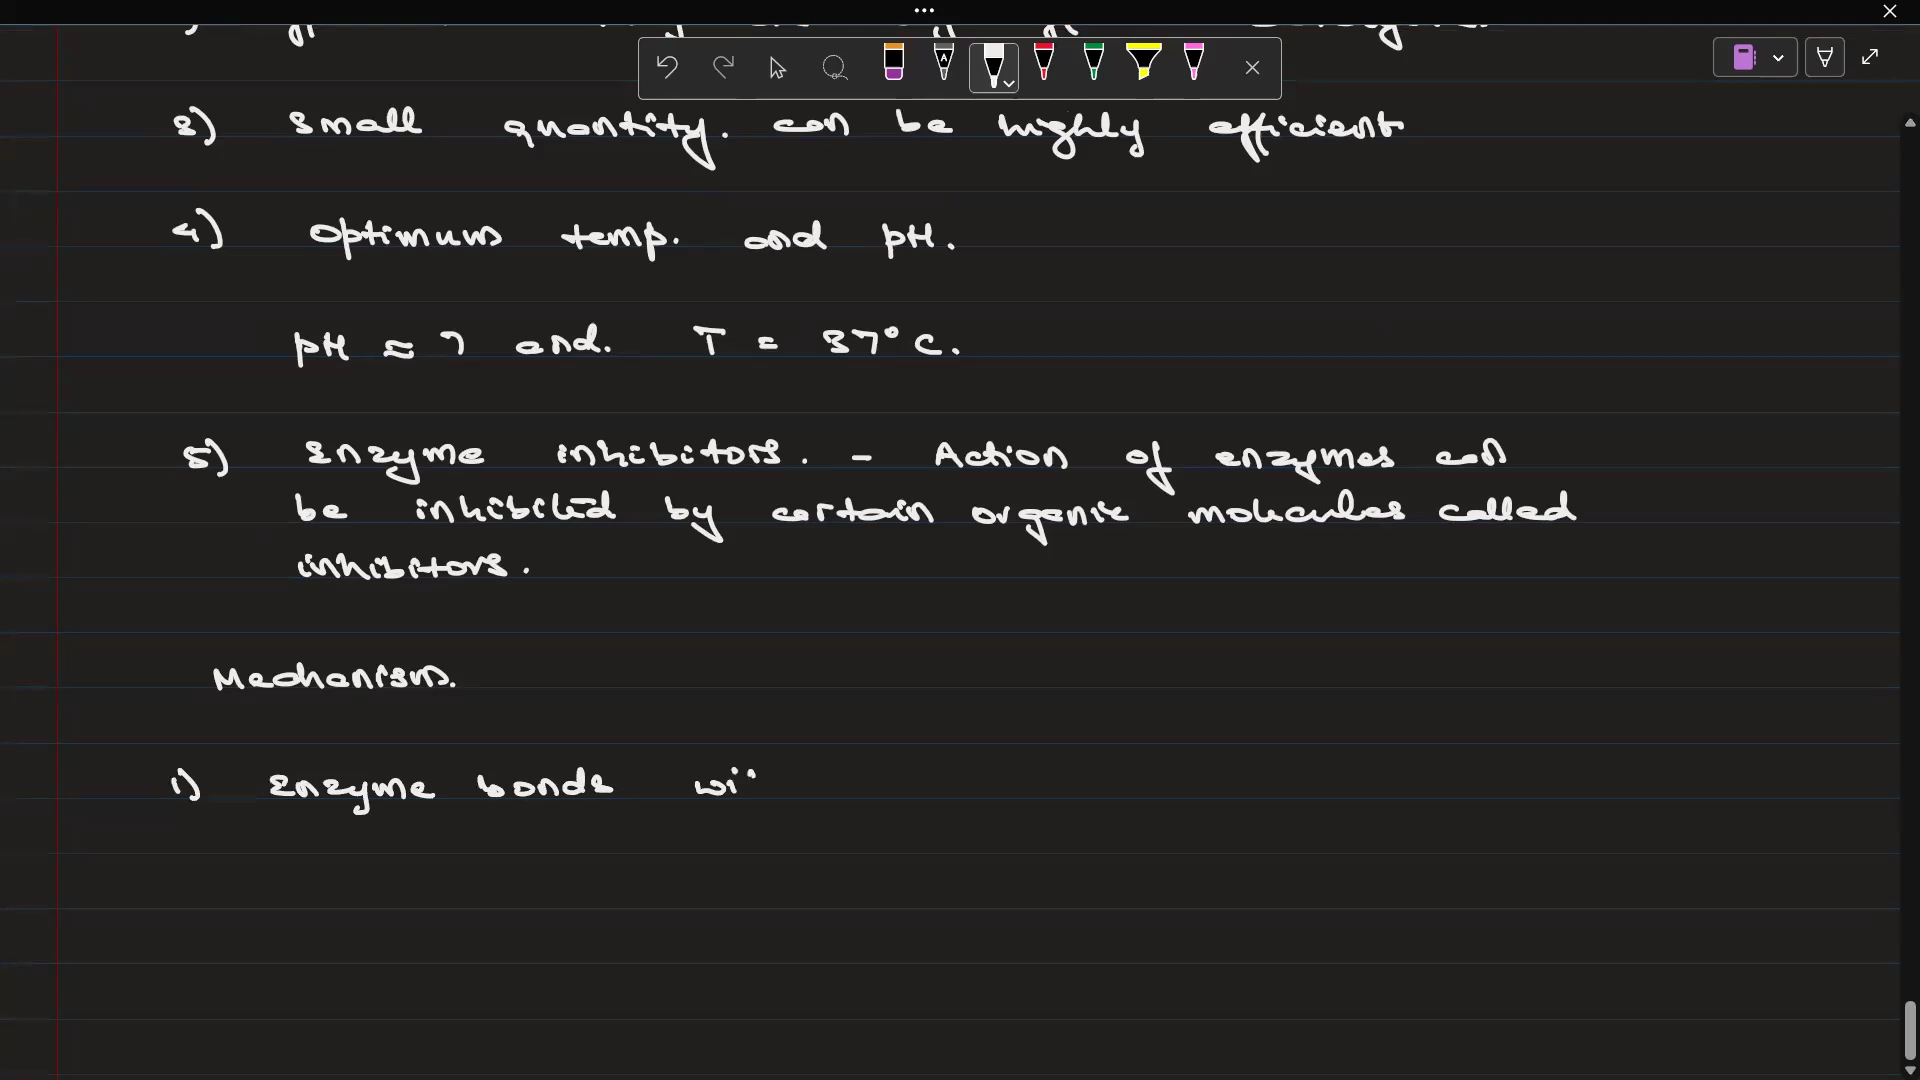 3) Small quantity. can be highly efficient
4) Optimum temp. and pH.
pH ≈ 7 and. T = 37°C.
5) Enzyme inhibitors. - Action of enzymes can
be inhibited by certain organic molecules called
inhibitors.
Mechanism.
1) Enzyme bonds wi